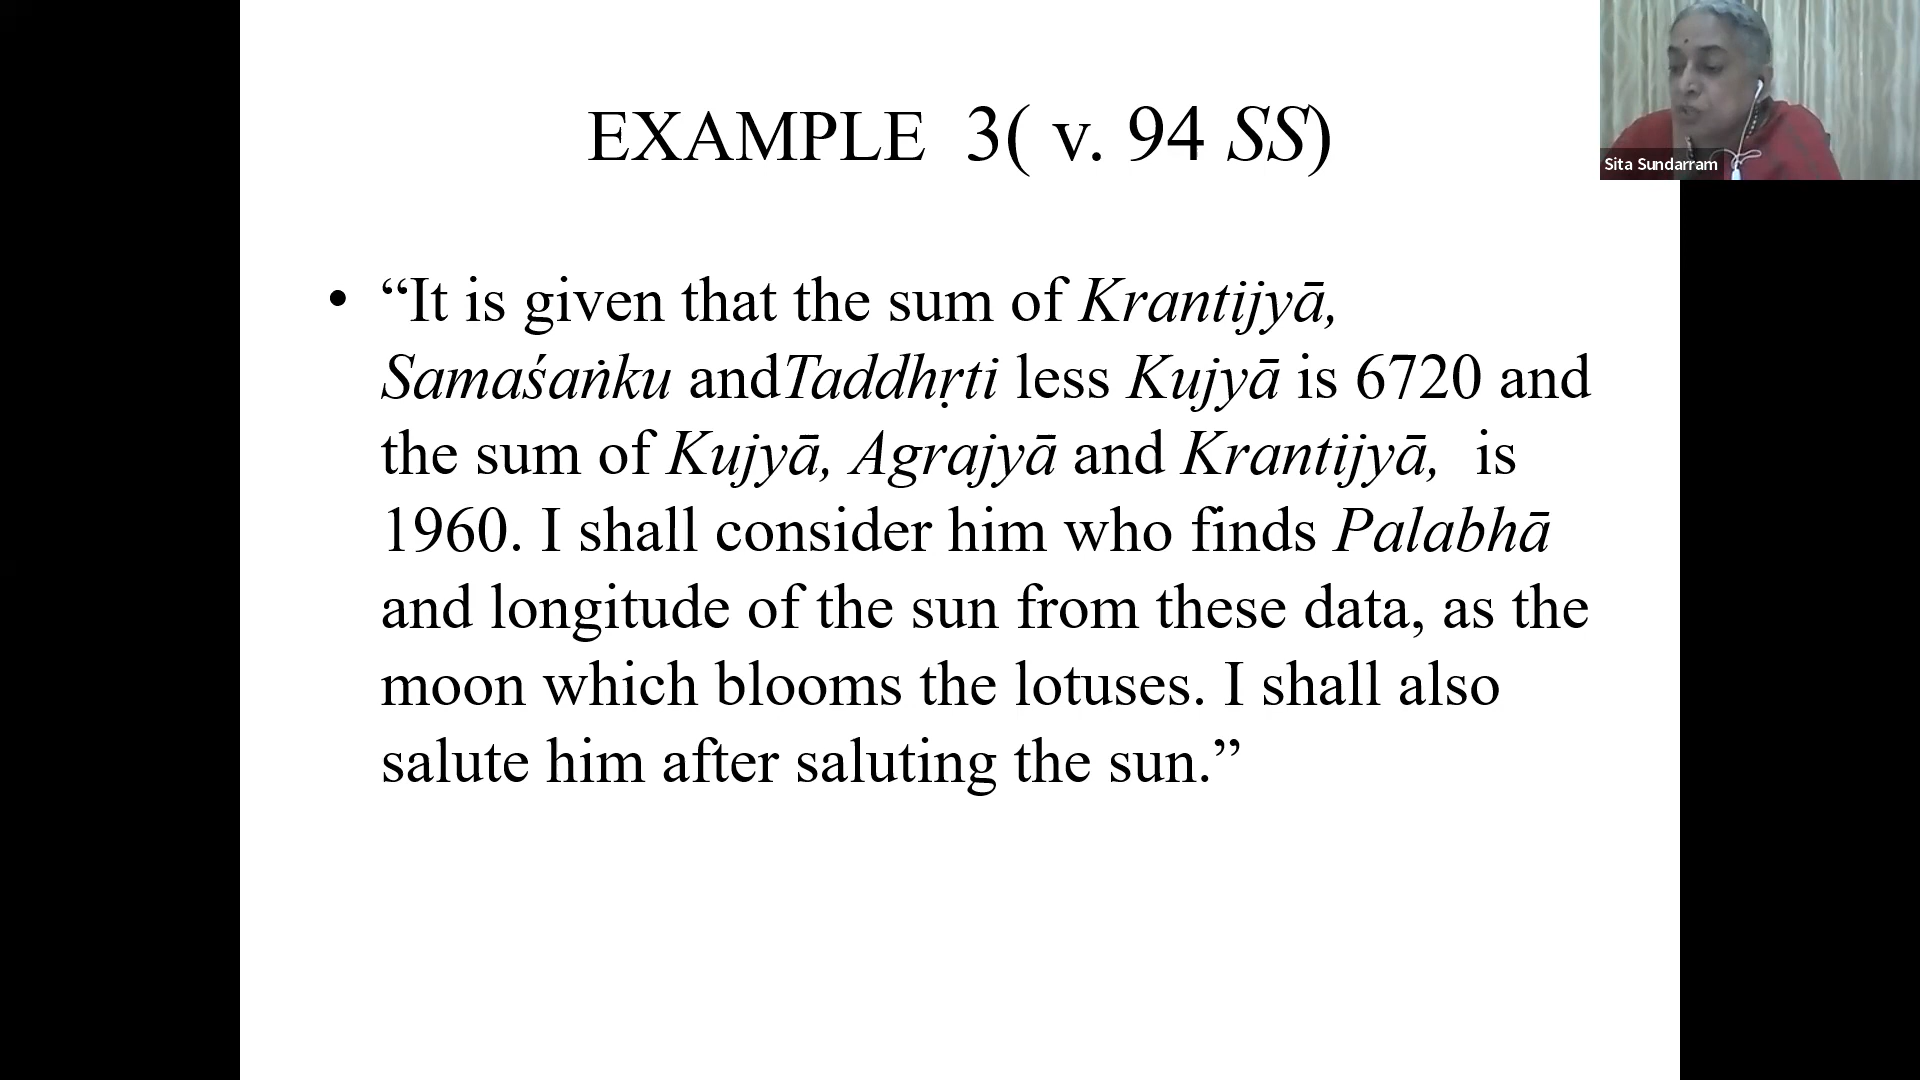 EXAMPLE 3( v. 94 SS)
• “It is given that the sum of Krantijyā,
Samaśaṅku andTaddhṛti less Kujyā is 6720 and
the sum of Kujyā, Agrajyā and Krantijyā, is
1960. I shall consider him who finds Palabhā
and longitude of the sun from these data, as the
moon which blooms the lotuses. I shall also
salute him after saluting the sun.”
Sita Sundarram